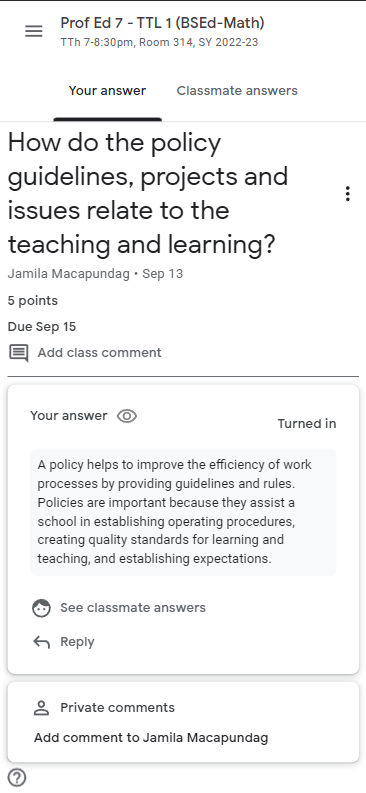 Prof Ed 7 - TTL 1 (BSEd-Math)
TTh 7-8:30pm, Room 314, SY 2022-23
Your answer
Classmate answers
How do the policy
guidelines, projects and
issues relate to the
teaching and learning?
Jamila Macapundag • Sep 13
5 points
Due Sep 15
Add class comment
Your answer
Turned in
A policy helps to improve the efficiency of work
processes by providing guidelines and rules.
Policies are important because they assist a
school in establishing operating procedures,
creating quality standards for learning and
teaching, and establishing expectations.
See classmate answers
Reply
Private comments
Add comment to Jamila Macapundag